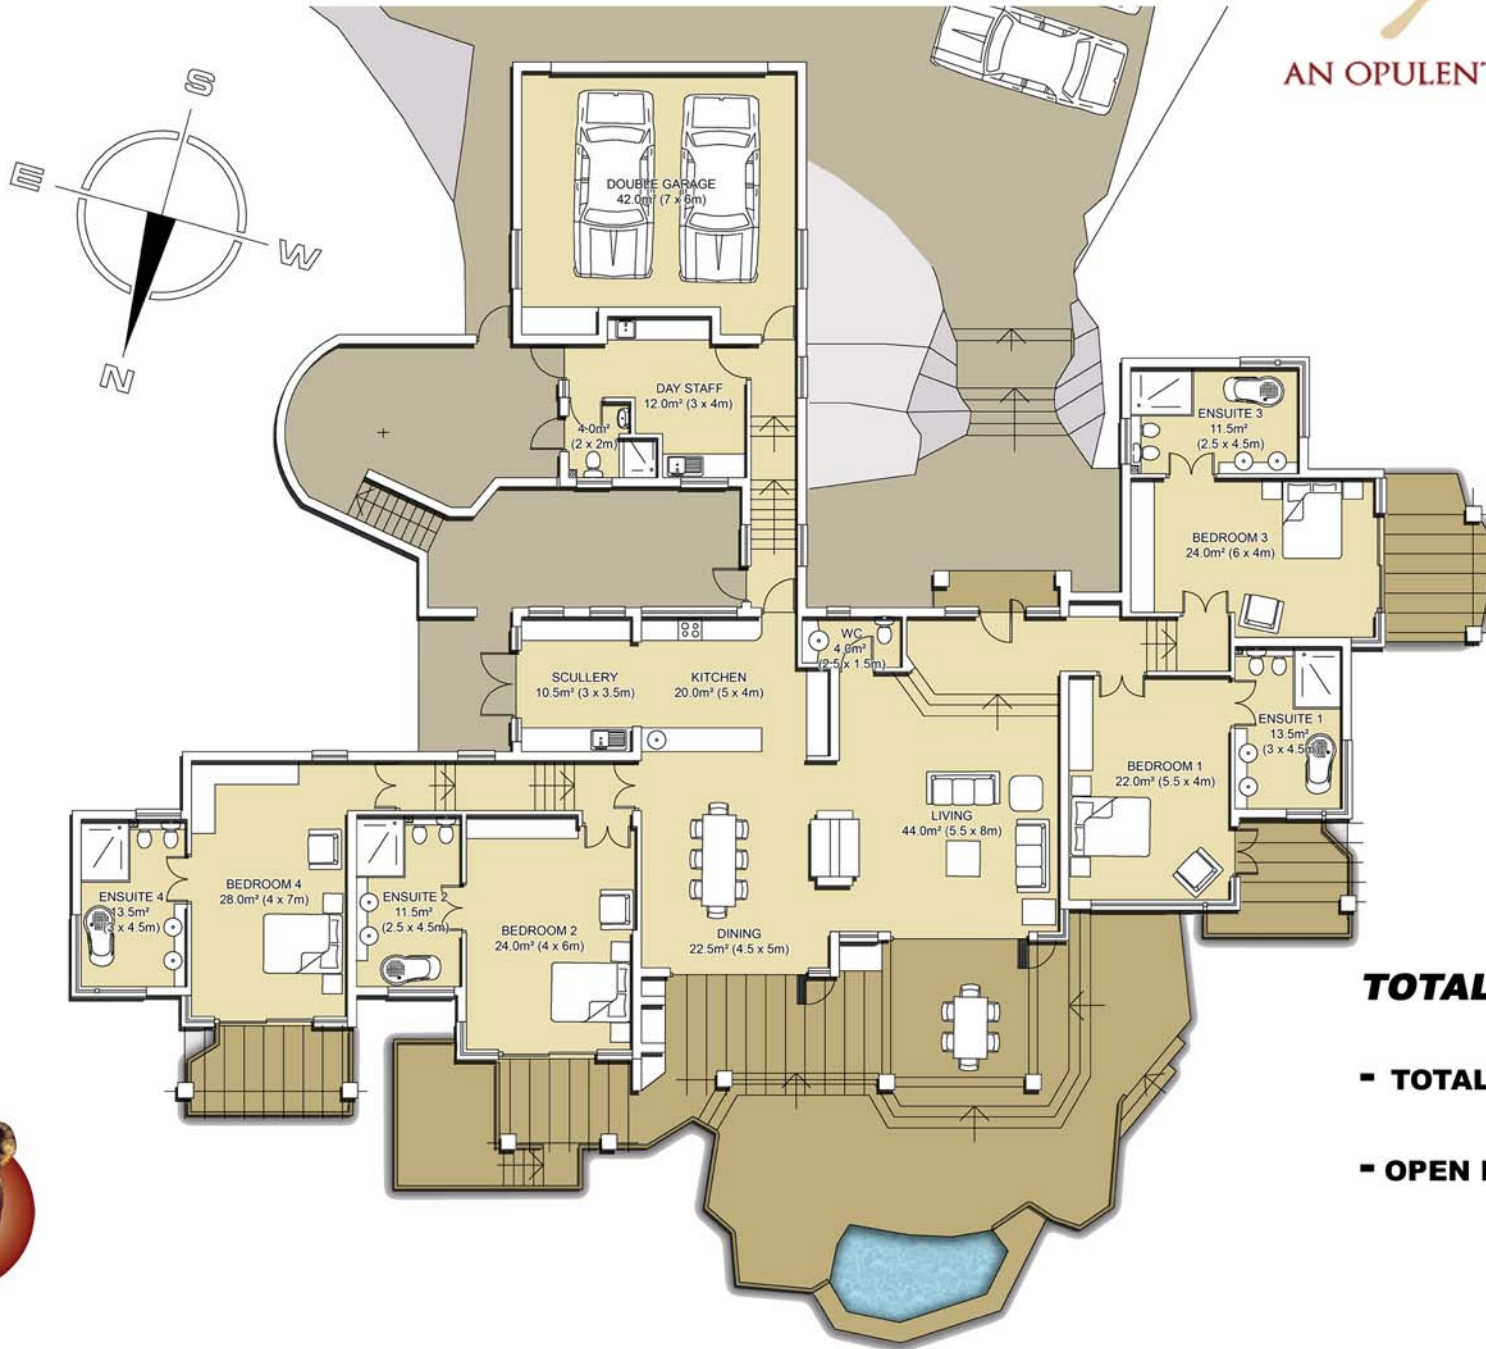 AN OPULENT
S
E
W
N
DOUBLE GARAGE
42.0m² (7 x 6m)
DAY STAFF
12.0m² (3 x 4m)
4.0m²
(2 x 2m)
ENSUITE 3
11.5m²
(2.5 x 4.5m)
BEDROOM 3
24.0m² (6 x 4m)
WC
4.0m²
(2.5 x 1.5m)
SCULLERY
10.5m² (3 x 3.5m)
KITCHEN
20.0m² (5 x 4m)
ENSUITE 1
13.5m²
(3 x 4.5m)
BEDROOM 1
22.0m² (5.5 x 4m)
LIVING
44.0m² (5.5 x 8m)
ENSUITE 4
13.5m²
(3 x 4.5m)
BEDROOM 4
28.0m² (4 x 7m)
ENSUITE 2
11.5m²
(2.5 x 4.5m)
BEDROOM 2
24.0m² (4 x 6m)
DINING
22.5m² (4.5 x 5m)
TOTAL
- TOTAL
- OPEN